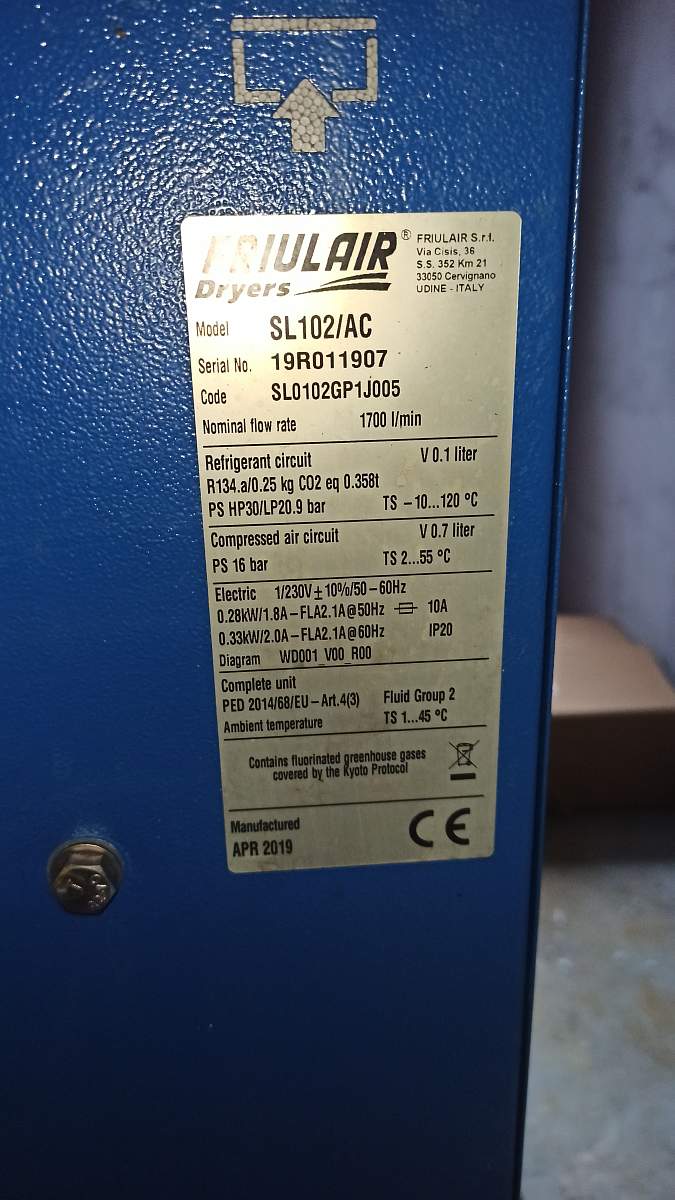 FRIULAIR®
Dryers
FRIULAIR S.r.l.
Via Cisis, 36
S.S. 352 Km 21
33050 Cervignano
UDINE - ITALY
Model SL102/AC
Serial No. 19R011907
Code SL0102GP1J005
Nominal flow rate 1700 l/min
Refrigerant circuit V 0.1 liter
R134.a/0.25 kg CO2 eq 0.358t
PS HP30/LP20.9 bar TS -10...120 °C
Compressed air circuit V 0.7 liter
PS 16 bar TS 2...55 °C
Electric 1/230V±10%/50-60Hz
0.28kW/1.8A-FLA2.1A@50Hz 10A
0.33kW/2.0A-FLA2.1A@60Hz IP20
Diagram WD001_V00_R00
Complete unit
PED 2014/68/EU-Art.4(3) Fluid Group 2
Ambient temperature TS 1...45 °C
Contains fluorinated greenhouse gases
covered by the Kyoto Protocol
Manufactured
APR 2019
CE